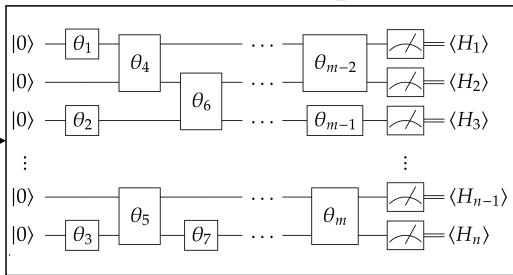 |0⟩ θ₁ θ₄ ··· θₘ₋₂ ⟨H₁⟩
|0⟩ θ₆ ··· ⟨H₂⟩
|0⟩ θ₂ ··· θₘ₋₁ ⟨H₃⟩
⋮ ⋮
|0⟩ θ₅ ··· θₘ ⟨Hₙ₋₁⟩
|0⟩ θ₃ θ₇ ··· ⟨Hₙ⟩